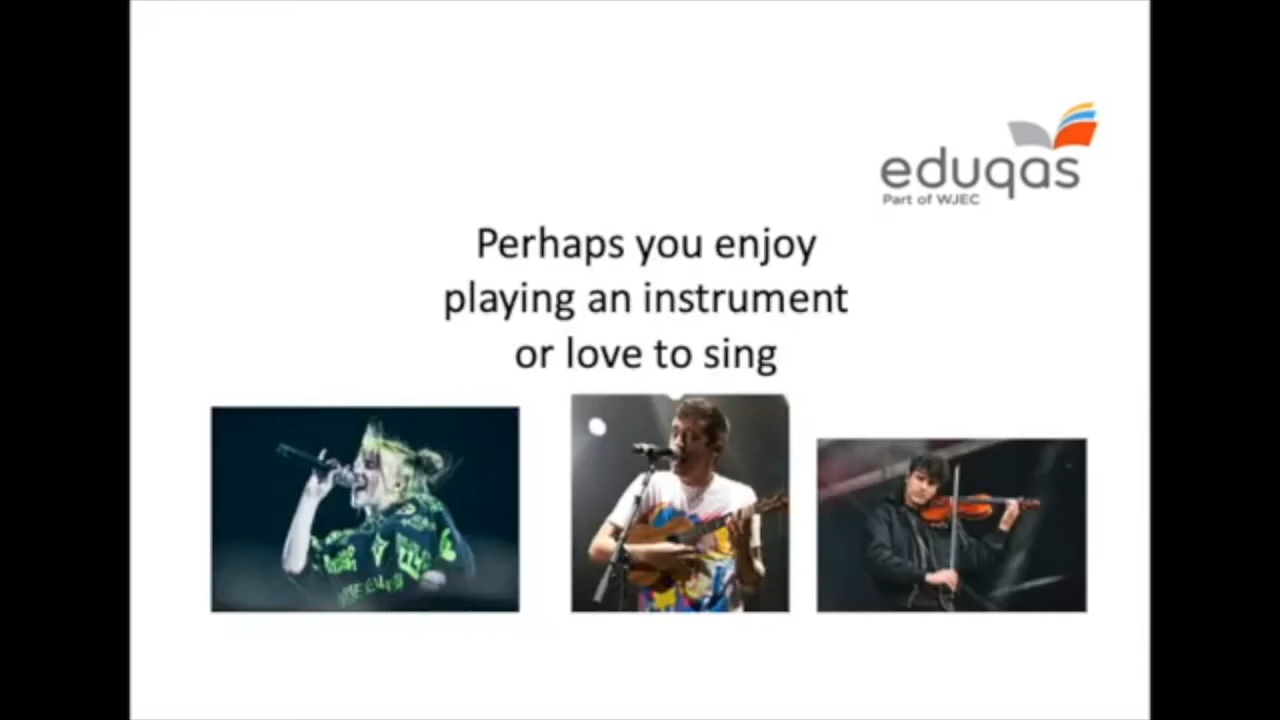 eduqas
Part of WJEC
Perhaps you enjoy
playing an instrument
or love to sing